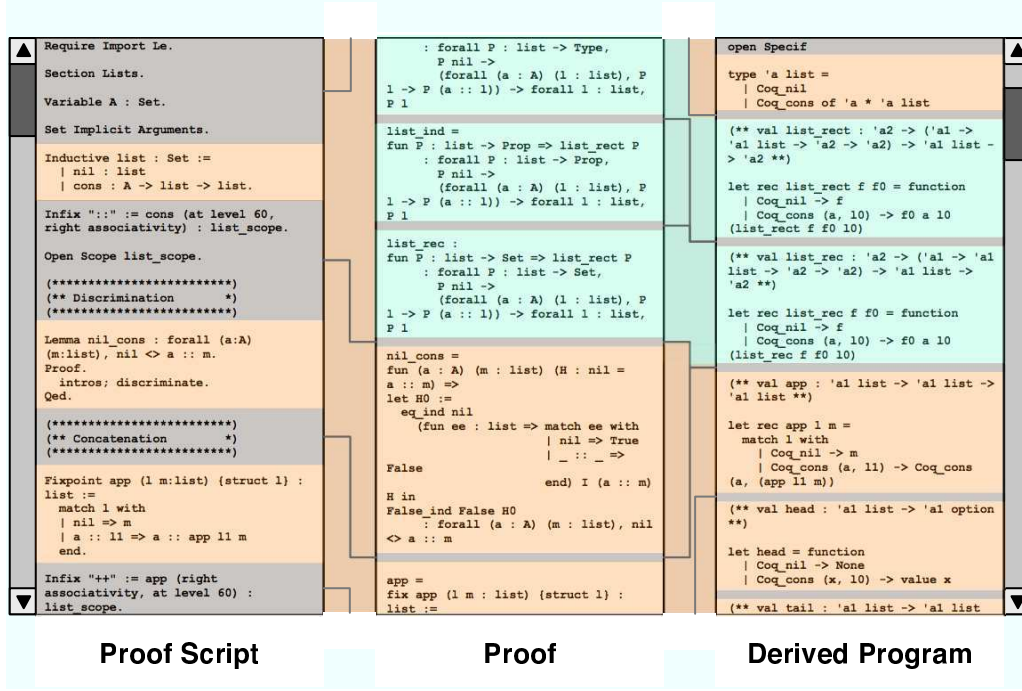 Require Import Le.
Section Lists.
Variable A : Set.
Set Implicit Arguments.
Inductive list : Set :=
| nil : list
| cons : A -> list -> list.
Infix "::" := cons (at level 60,
right associativity) : list_scope.
Open Scope list_scope.
(*************************)
(** Discrimination *)
(*************************)
Lemma nil_cons : forall (a:A)
(m:list), nil <> a :: m.
Proof.
intros; discriminate.
Qed.
(*************************)
(** Concatenation *)
(*************************)
Fixpoint app (l m:list) {struct l} :
list :=
match l with
| nil => m
| a :: l1 => a :: app l1 m
end.
Infix "++" := app (right
associativity, at level 60) :
list_scope.
Proof Script
: forall P : list -> Type,
P nil ->
(forall (a : A) (l : list), P
l -> P (a :: l)) -> forall l : list,
P l
list_ind =
fun P : list -> Prop => list_rect P
: forall P : list -> Prop,
P nil ->
(forall (a : A) (l : list), P
l -> P (a :: l)) -> forall l : list,
P l
list_rec :
fun P : list -> Set => list_rect P
: forall P : list -> Set,
P nil ->
(forall (a : A) (l : list), P
l -> P (a :: l)) -> forall l : list,
P l
nil_cons =
fun (a : A) (m : list) (H : nil =
a :: m) =>
let H0 :=
eq_ind nil
(fun ee : list => match ee with
| nil => True
| _ :: _ =>
False
end) I (a :: m)
H in
False_ind False H0
: forall (a : A) (m : list), nil
<> a :: m
app =
fix app (l m : list) {struct l} :
list :=
Proof
open Specif
type 'a list =
| Coq_nil
| Coq_cons of 'a * 'a list
(** val list_rect : 'a2 -> ('a1 ->
'a1 list -> 'a2 -> 'a2) -> 'a1 list -
> 'a2 **)
let rec list_rect f f0 = function
| Coq_nil -> f
| Coq_cons (a, l0) -> f0 a l0
(list_rect f f0 l0)
(** val list_rec : 'a2 -> ('a1 -> 'a1
list -> 'a2 -> 'a2) -> 'a1 list ->
'a2 **)
let rec list_rec f f0 = function
| Coq_nil -> f
| Coq_cons (a, l0) -> f0 a l0
(list_rec f f0 l0)
(** val app : 'a1 list -> 'a1 list ->
'a1 list **)
let rec app l m =
match l with
| Coq_nil -> m
| Coq_cons (a, l1) -> Coq_cons
(a, (app l1 m))
(** val head : 'a1 list -> 'a1 option
**)
let head = function
| Coq_nil -> None
| Coq_cons (x, l0) -> value x
(** val tail : 'a1 list -> 'a1 list
Derived Program